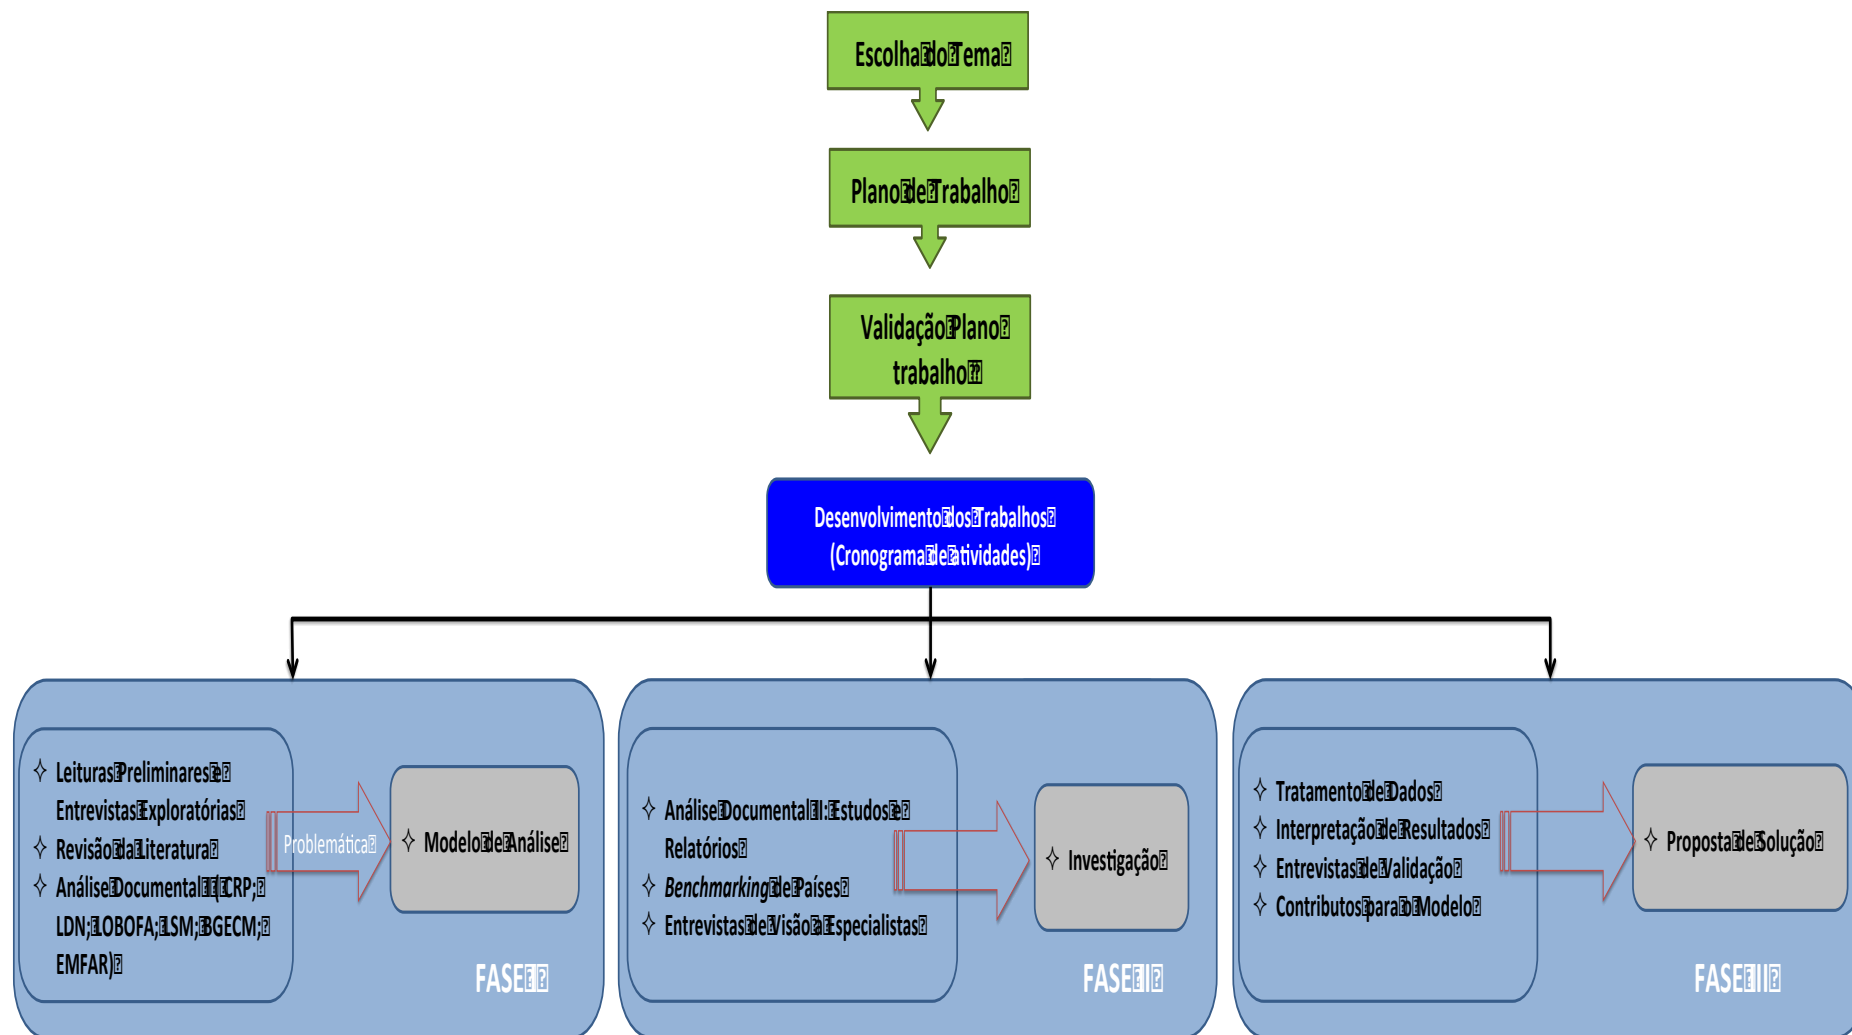 Escolha do Tema
Plano de Trabalho
Validação Plano
trabalho
Desenvolvimento dos Trabalhos
(Cronograma de atividades)
✧ Leituras Preliminares e
Entrevistas Exploratórias
✧ Revisão da Literatura
✧ Análise Documental (CRP;
LDN; LOBOFA; LSM; BGECM;
EMFAR)
Problemática
✧ Modelo de Análise
FASE I
✧ Análise Documental II: Estudos e
Relatórios
✧ Benchmarking de Países
✧ Entrevistas de Visão a Especialistas
✧ Investigação
FASE II
✧ Tratamento de Dados
✧ Interpretação de Resultados
✧ Entrevistas de Validação
✧ Contributos para o Modelo
✧ Proposta de Solução
FASE III